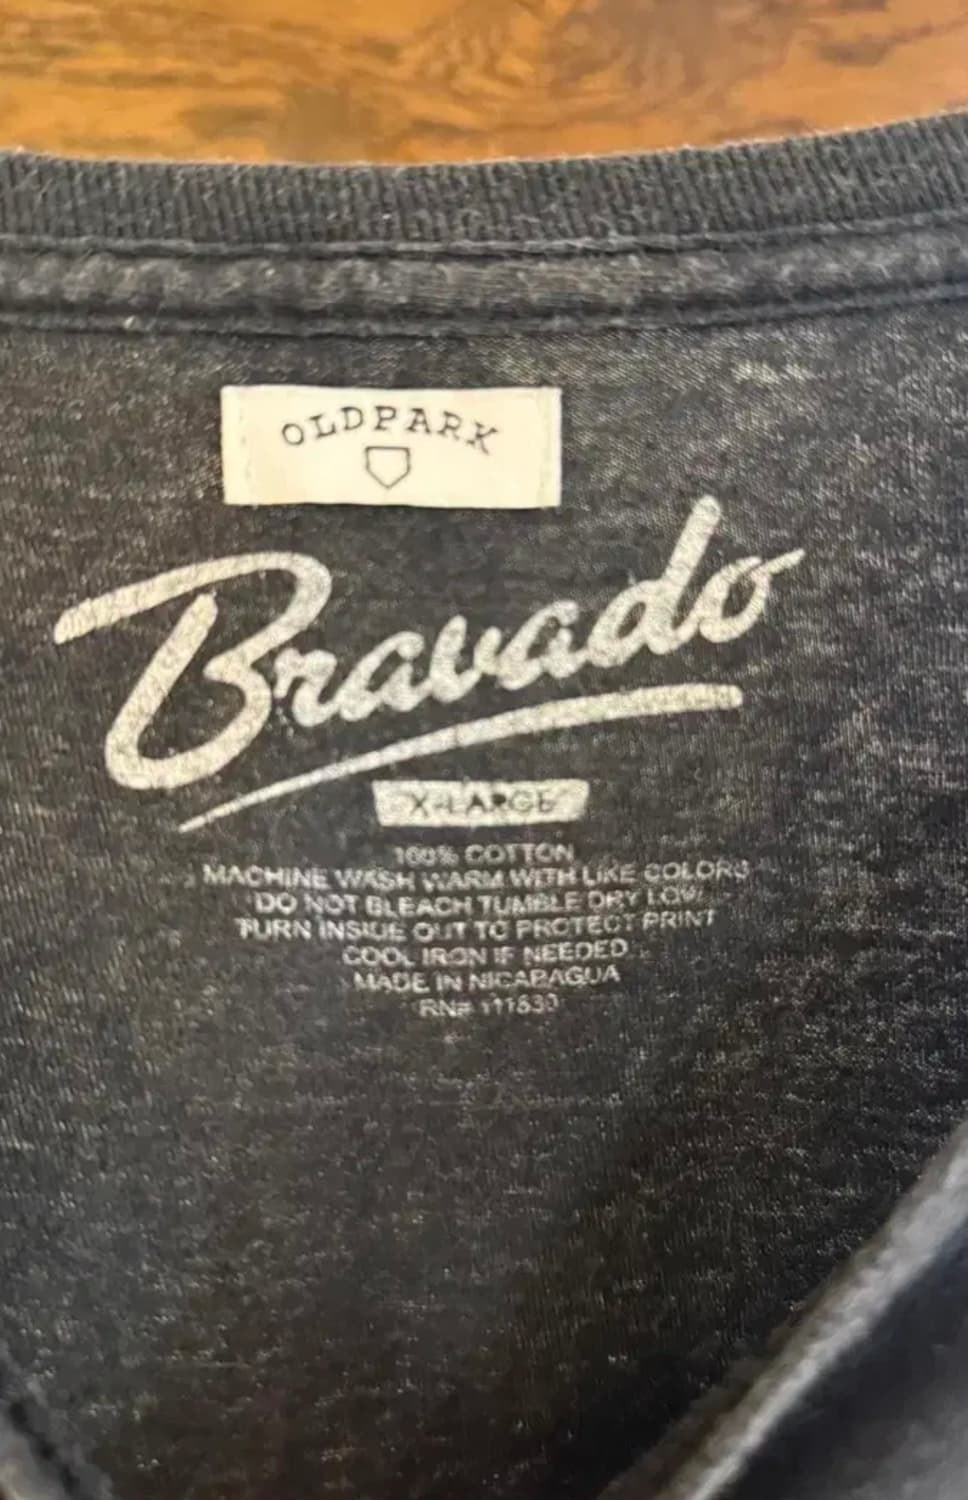 OLDPARK
Bravado
X-LARGE
100% COTTON
MACHINE WASH WARM WITH LIKE COLORS
DO NOT BLEACH TUMBLE DRY LOW
TURN INSIDE OUT TO PROTECT PRINT
COOL IRON IF NEEDED
MADE IN NICARAGUA
RN#